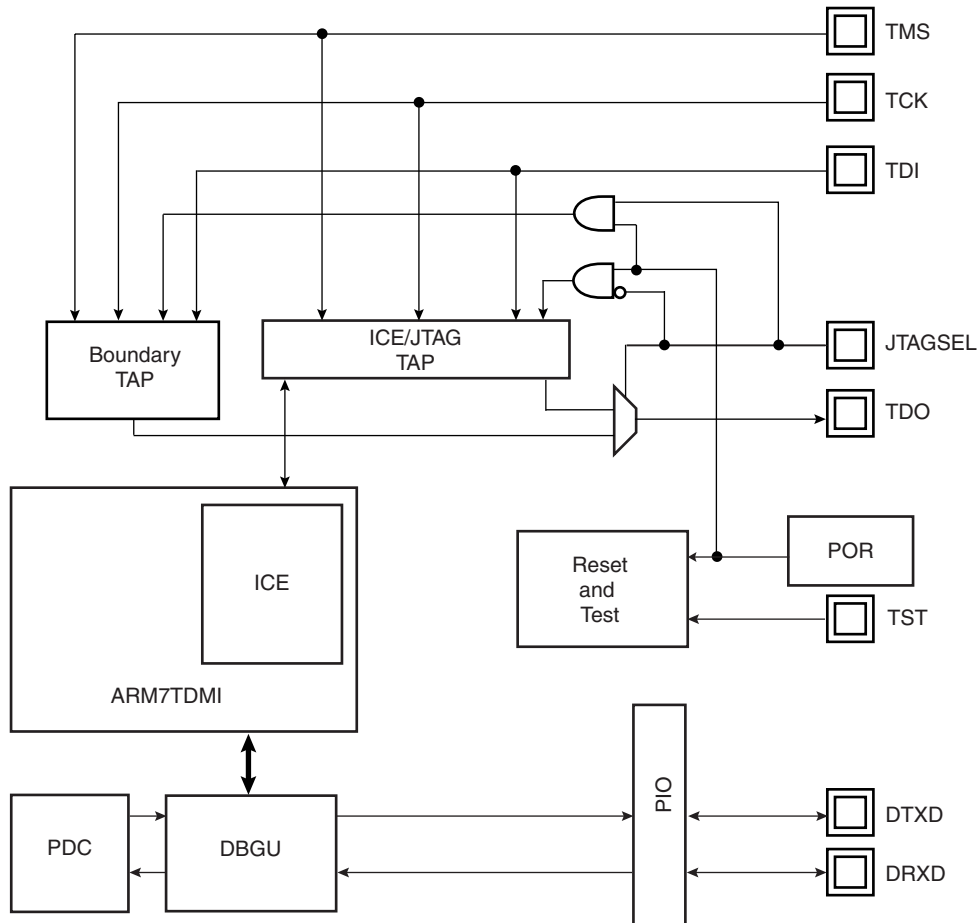 TMS
TCK
TDI
Boundary
TAP
ICE/JTAG
TAP
JTAGSEL
TDO
ICE
ARM7TDMI
Reset
and
Test
POR
TST
PDC
DBGU
PIO
DTXD
DRXD